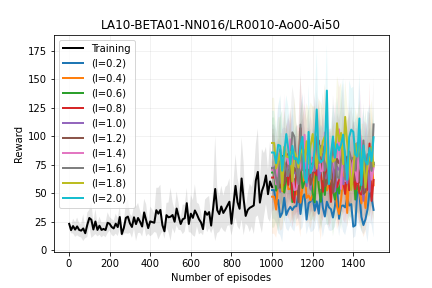 LA10-BETA01-NN016/LR0010-Ao00-Ai50
Reward
175
150
125
100
75
50
25
0
Training
(l=0.2)
(l=0.4)
(l=0.6)
(l=0.8)
(l=1.0)
(l=1.2)
(l=1.4)
(l=1.6)
(l=1.8)
(l=2.0)
0 200 400 600 800 1000 1200 1400
Number of episodes